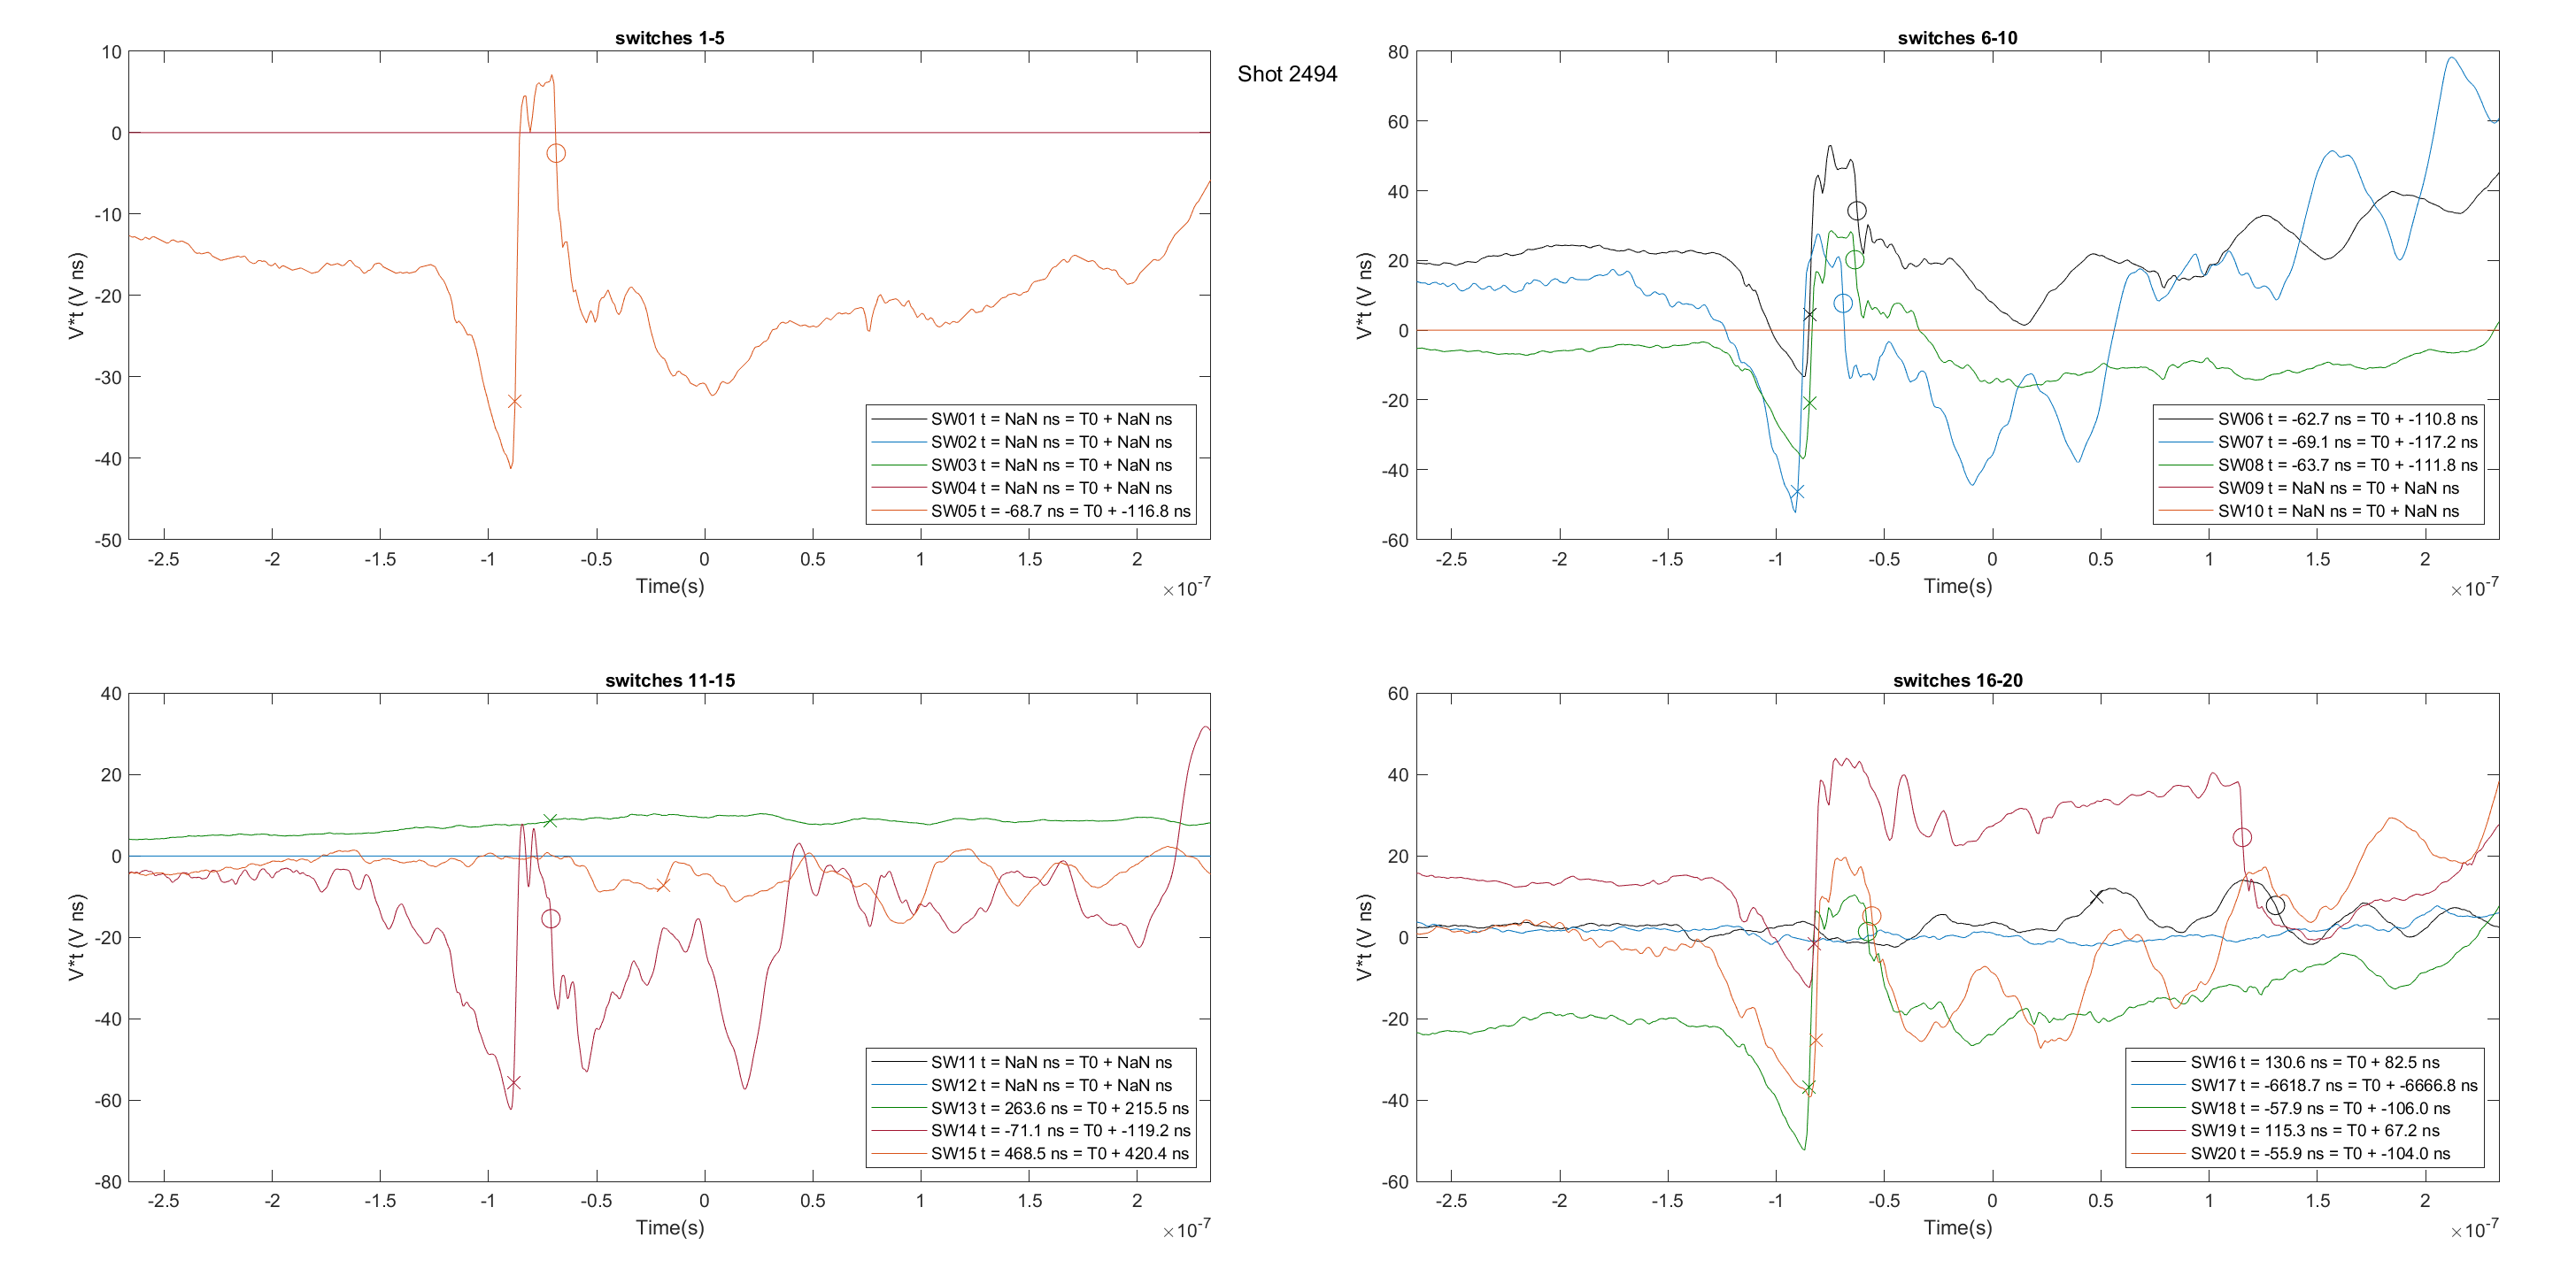 Shot 2494
switches 1-5
10
0
-10
-20
-30
-40
-50
V*t (V ns)
-2.5 -2 -1.5 -1 -0.5 0 0.5 1 1.5 2
Time(s)
×10-7
SW01 t = NaN ns = T0 + NaN ns
SW02 t = NaN ns = T0 + NaN ns
SW03 t = NaN ns = T0 + NaN ns
SW04 t = NaN ns = T0 + NaN ns
SW05 t = -68.7 ns = T0 + -116.8 ns
switches 6-10
80
60
40
20
0
-20
-40
-60
V*t (V ns)
-2.5 -2 -1.5 -1 -0.5 0 0.5 1 1.5 2
Time(s)
×10-7
SW06 t = -62.7 ns = T0 + -110.8 ns
SW07 t = -69.1 ns = T0 + -117.2 ns
SW08 t = -63.7 ns = T0 + -111.8 ns
SW09 t = NaN ns = T0 + NaN ns
SW10 t = NaN ns = T0 + NaN ns
switches 11-15
40
20
0
-20
-40
-60
-80
V*t (V ns)
-2.5 -2 -1.5 -1 -0.5 0 0.5 1 1.5 2
Time(s)
×10-7
SW11 t = NaN ns = T0 + NaN ns
SW12 t = NaN ns = T0 + NaN ns
SW13 t = 263.6 ns = T0 + 215.5 ns
SW14 t = -71.1 ns = T0 + -119.2 ns
SW15 t = 468.5 ns = T0 + 420.4 ns
switches 16-20
60
40
20
0
-20
-40
-60
V*t (V ns)
-2.5 -2 -1.5 -1 -0.5 0 0.5 1 1.5 2
Time(s)
×10-7
SW16 t = 130.6 ns = T0 + 82.5 ns
SW17 t = -6618.7 ns = T0 + -6666.8 ns
SW18 t = -57.9 ns = T0 + -106.0 ns
SW19 t = 115.3 ns = T0 + 67.2 ns
SW20 t = -55.9 ns = T0 + -104.0 ns